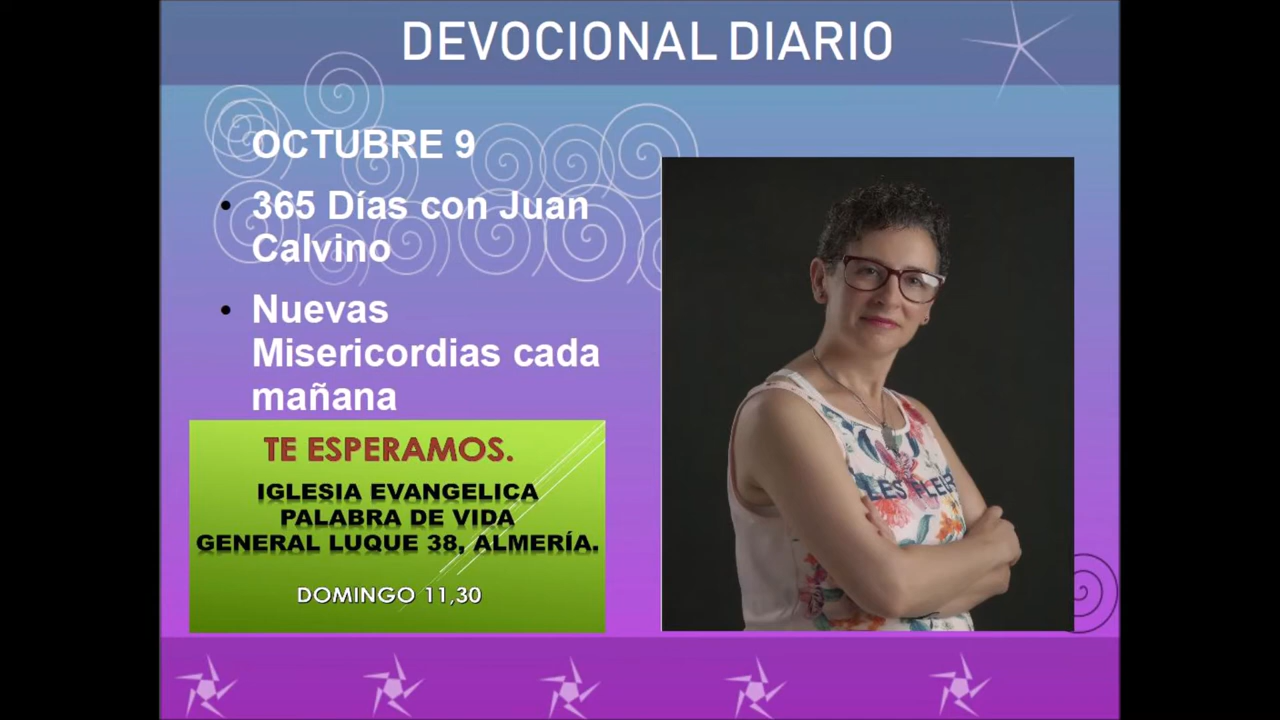 DEVOCIONAL DIARIO
OCTUBRE 9
• 365 Días con Juan
Calvino
• Nuevas
Misericordias cada
mañana
TE ESPERAMOS.
IGLESIA EVANGELICA
PALABRA DE VIDA
GENERAL LUQUE 38, ALMERÍA.
DOMINGO 11,30